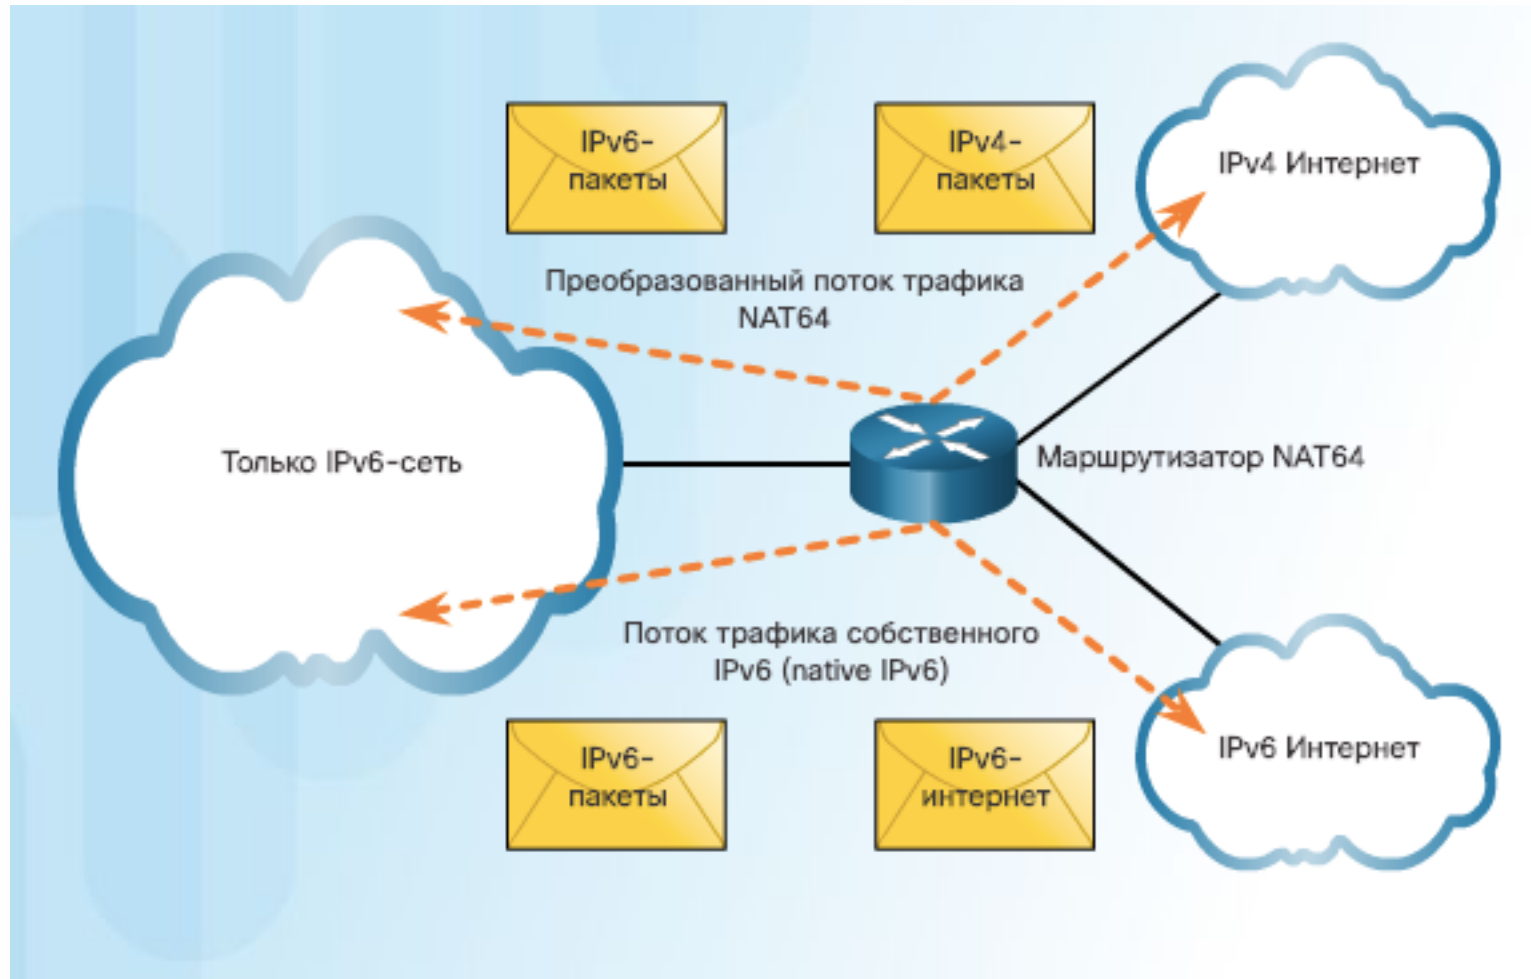 IPv6-
пакеты
IPv4-
пакеты
IPv4 Интернет
Преобразованный поток трафика
NAT64
Только IPv6-сеть
Маршрутизатор NAT64
Поток трафика собственного
IPv6 (native IPv6)
IPv6-
пакеты
IPv6-
интернет
IPv6 Интернет